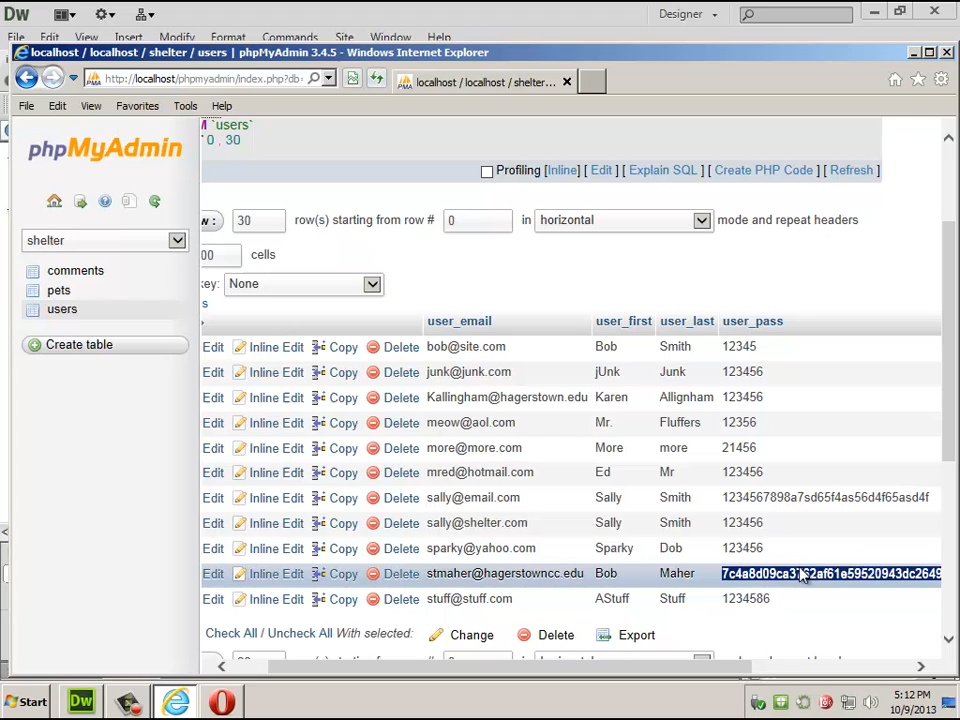 Dw
Designer
File Edit View Insert Modify Format Commands Site Window Help
localhost / localhost / shelter / users | phpMyAdmin 3.4.5 - Windows Internet Explorer
http://localhost/phpmyadmin/index.php?db=
localhost / localhost / shelter...
File Edit View Favorites Tools Help
phpMyAdmin
shelter
comments
pets
users
Create table
`users`
0 , 30
Profiling [Inline] [ Edit ] [ Explain SQL ] [ Create PHP Code ] [ Refresh ]
w : 30 row(s) starting from row # 0 in horizontal mode and repeat headers
00 cells
key: None
s
user_email user_first user_last user_pass
Edit Inline Edit Copy Delete bob@site.com Bob Smith 12345
Edit Inline Edit Copy Delete junk@junk.com jUnk Junk 123456
Edit Inline Edit Copy Delete Kallingham@hagerstown.edu Karen Allignham 123456
Edit Inline Edit Copy Delete meow@aol.com Mr. Fluffers 123456
Edit Inline Edit Copy Delete more@more.com More more 21456
Edit Inline Edit Copy Delete mred@hotmail.com Ed Mr 123456
Edit Inline Edit Copy Delete sally@email.com Sally Smith 1234567898a7sd65f4as56d4f65asd4f
Edit Inline Edit Copy Delete sally@shelter.com Sally Smith 123456
Edit Inline Edit Copy Delete sparky@yahoo.com Sparky Dob 123456
Edit Inline Edit Copy Delete stmaher@hagerstowncc.edu Bob Maher
Edit Inline Edit Copy Delete stuff@stuff.com AStuff Stuff 1234586
Check All / Uncheck All With selected: Change Delete Export
Start Dw
5:12 PM
10/9/2013